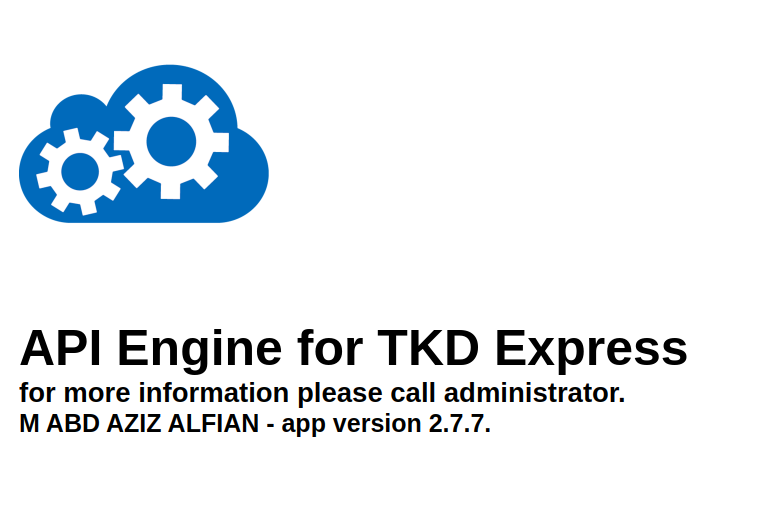 API Engine for TKD Express
for more information please call administrator.
M ABD AZIZ ALFIAN - app version 2.7.7.